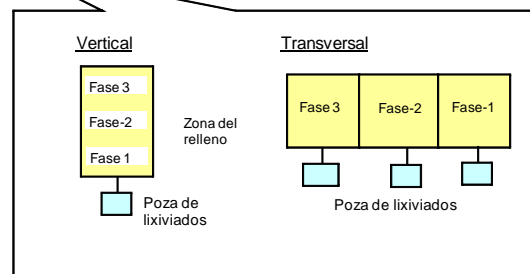 Vertical
Transversal
Fase 3
Fase-2
Fase 1
Zona del
relleno
Poza de
lixiviados
Fase 3
Fase-2
Fase-1
Poza de lixiviados